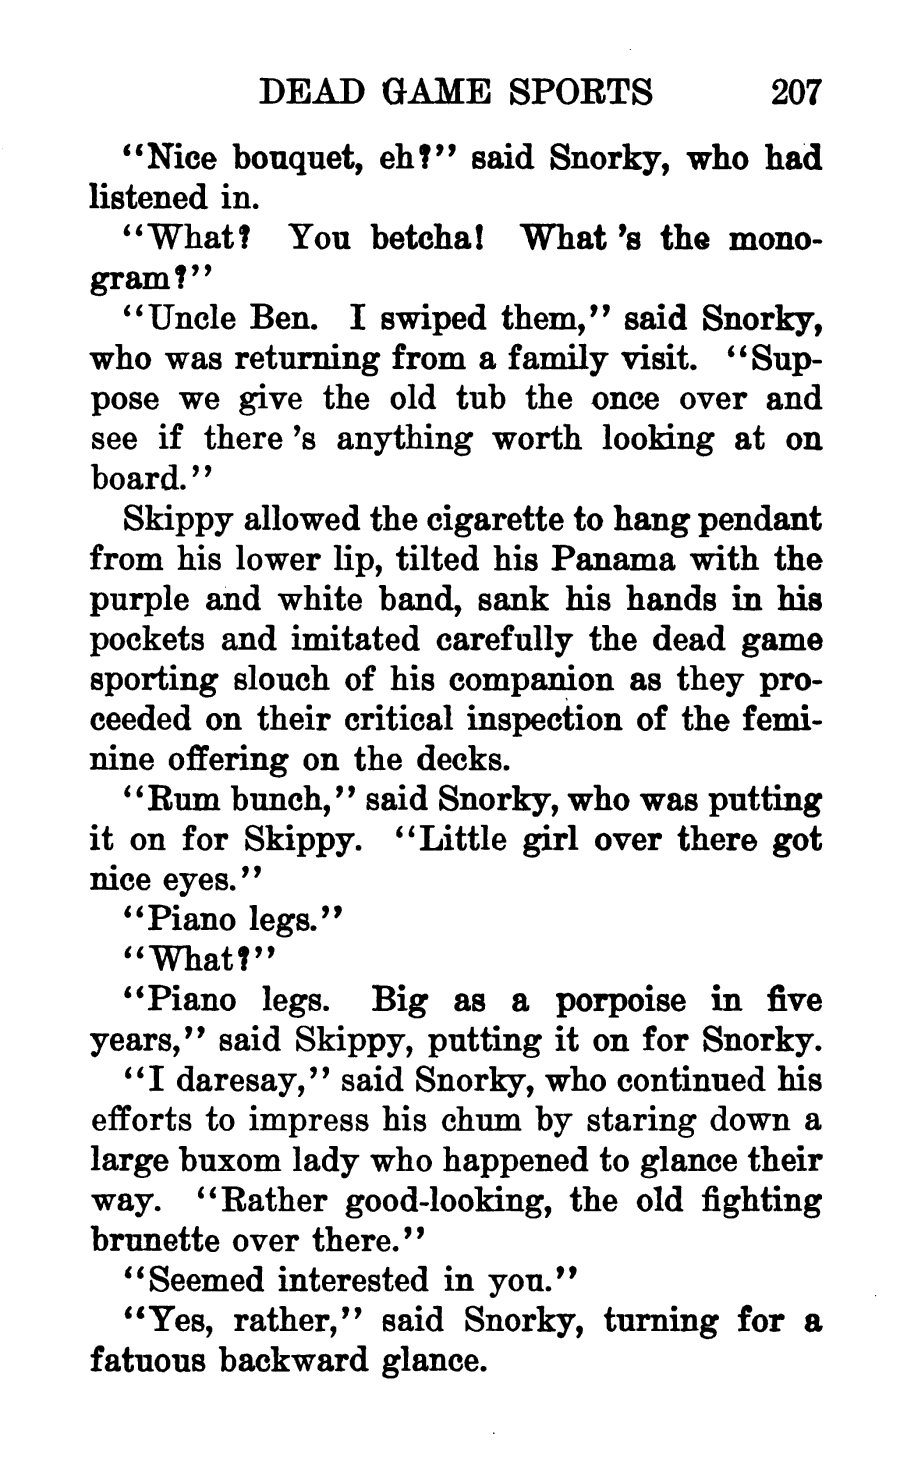 DEAD GAME SPORTS 207
“Nice bouquet, eh?” said Snorky, who had
listened in.
“What? You betcha! What ’s the mono-
gram?”
“Uncle Ben. I swiped them,” said Snorky,
who was returning from a family visit. “Sup-
pose we give the old tub the once over and
see if there ’s anything worth looking at on
board.”
Skippy allowed the cigarette to hang pendant
from his lower lip, tilted his Panama with the
purple and white band, sank his hands in his
pockets and imitated carefully the dead game
sporting slouch of his companion as they pro-
ceeded on their critical inspection of the femi-
nine offering on the decks.
“Rum bunch,” said Snorky, who was putting
it on for Skippy. “Little girl over there got
nice eyes.”
“Piano legs.”
“What?”
“Piano legs. Big as a porpoise in five
years,” said Skippy, putting it on for Snorky.
“I daresay,” said Snorky, who continued his
efforts to impress his chum by staring down a
large buxom lady who happened to glance their
way. “Rather good-looking, the old fighting
brunette over there.”
“Seemed interested in you.”
“Yes, rather,” said Snorky, turning for a
fatuous backward glance.